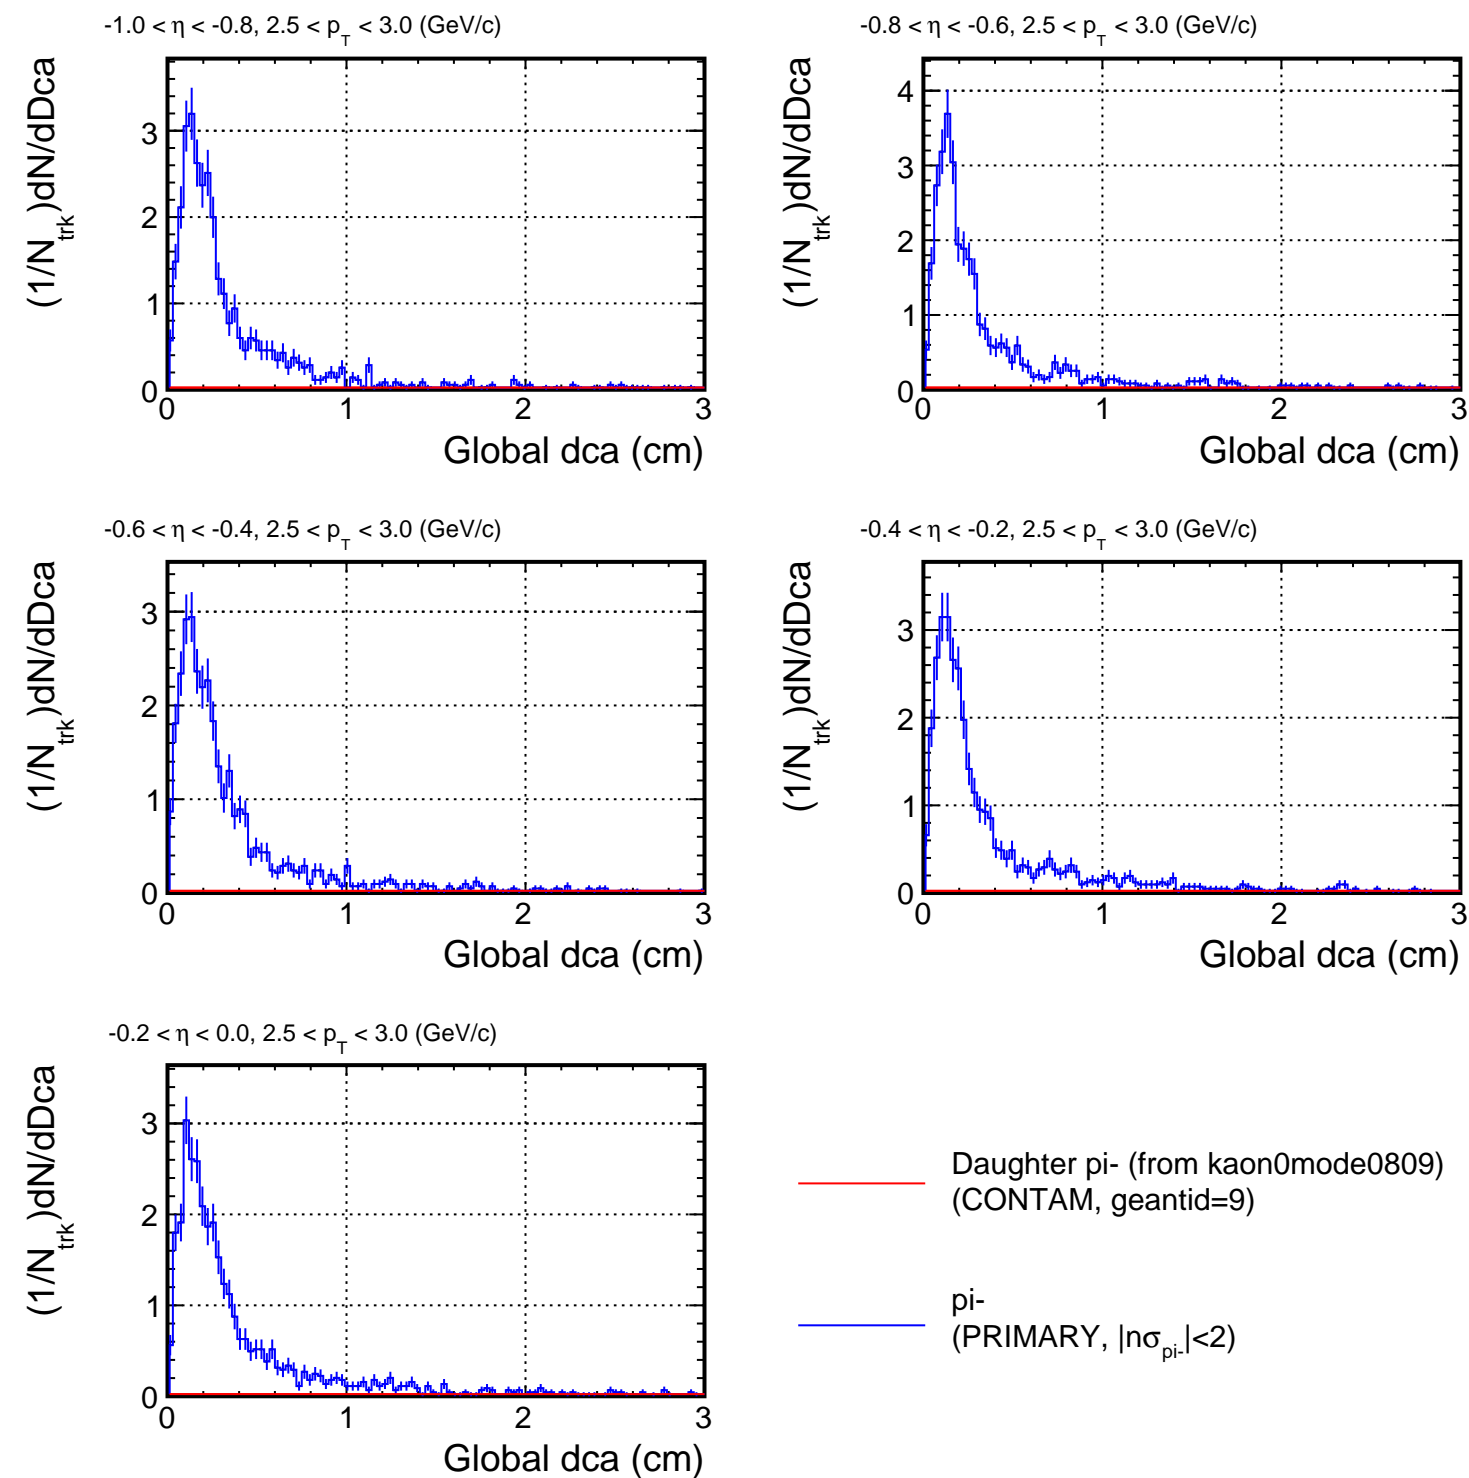 -1.0 < η < -0.8, 2.5 < p_T < 3.0 (GeV/c)
(1/N_trk)dN/dDca
3
2
1
0
0 1 2 3
Global dca (cm)
-0.8 < η < -0.6, 2.5 < p_T < 3.0 (GeV/c)
(1/N_trk)dN/dDca
4
3
2
1
0
0 1 2 3
Global dca (cm)
-0.6 < η < -0.4, 2.5 < p_T < 3.0 (GeV/c)
(1/N_trk)dN/dDca
3
2
1
0
0 1 2 3
Global dca (cm)
-0.4 < η < -0.2, 2.5 < p_T < 3.0 (GeV/c)
(1/N_trk)dN/dDca
3
2
1
0
0 1 2 3
Global dca (cm)
-0.2 < η < 0.0, 2.5 < p_T < 3.0 (GeV/c)
(1/N_trk)dN/dDca
3
2
1
0
0 1 2 3
Global dca (cm)
Daughter pi- (from kaon0mode0809)
(CONTAM, geantid=9)
pi-
(PRIMARY, |nσ_pi-|<2)